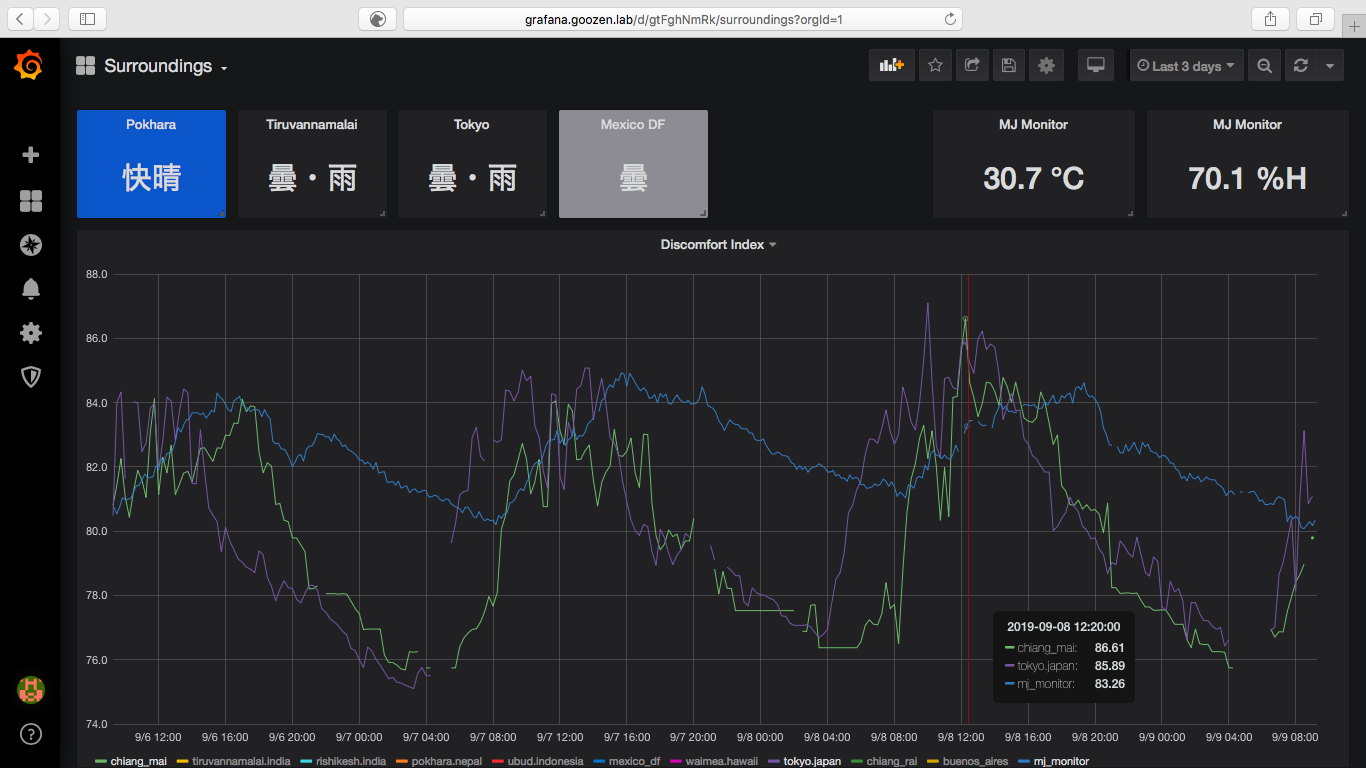 grafana.goozen.lab/d/gtFghNmRk/surroundings?orgId=1
Surroundings
Last 3 days
Pokhara
快晴
Tiruvannamalai
曇・雨
Tokyo
曇・雨
Mexico DF
曇
MJ Monitor
30.7 °C
MJ Monitor
70.1 %H
Discomfort Index
88.0
86.0
84.0
82.0
80.0
78.0
76.0
74.0
2019-09-08 12:20:00
chiang_mai: 86.61
tokyo.japan: 85.89
mj_monitor: 83.26
9/6 12:00 9/6 16:00 9/6 20:00 9/7 00:00 9/7 04:00 9/7 08:00 9/7 12:00 9/7 16:00 9/7 20:00 9/8 00:00 9/8 04:00 9/8 08:00 9/8 12:00 9/8 16:00 9/8 20:00 9/9 00:00 9/9 04:00 9/9 08:00
chiang_mai tiruvannamalai.india rishikesh.india pokhara.nepal ubud.indonesia mexico_df waimea.hawaii tokyo.japan chiang_rai buenos_aires mj_monitor